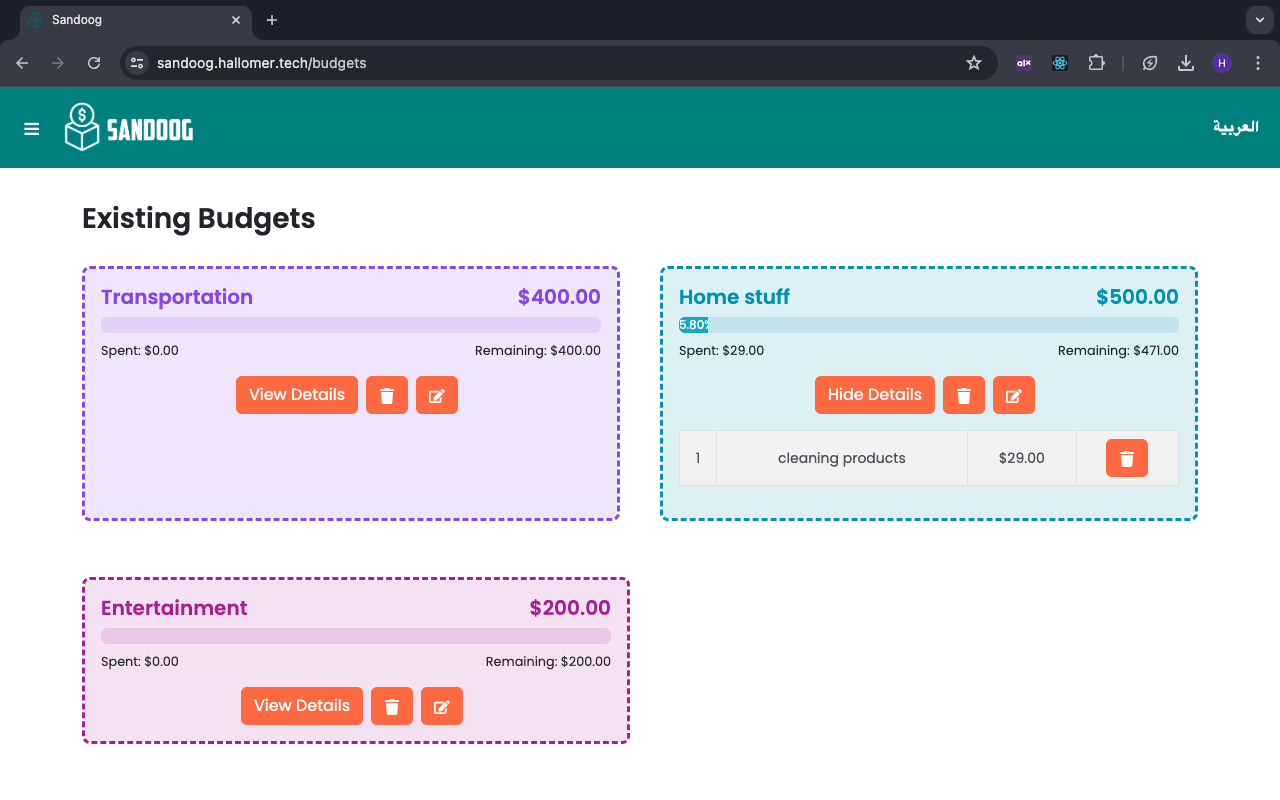 Sandoog
sandoog.hallomer.tech/budgets
alx
H
$
SANDOOG
العربية
Existing Budgets
Transportation $400.00
Spent: $0.00 Remaining: $400.00
View Details
Home stuff $500.00
5.80%
Spent: $29.00 Remaining: $471.00
Hide Details
1 cleaning products $29.00
Entertainment $200.00
Spent: $0.00 Remaining: $200.00
View Details